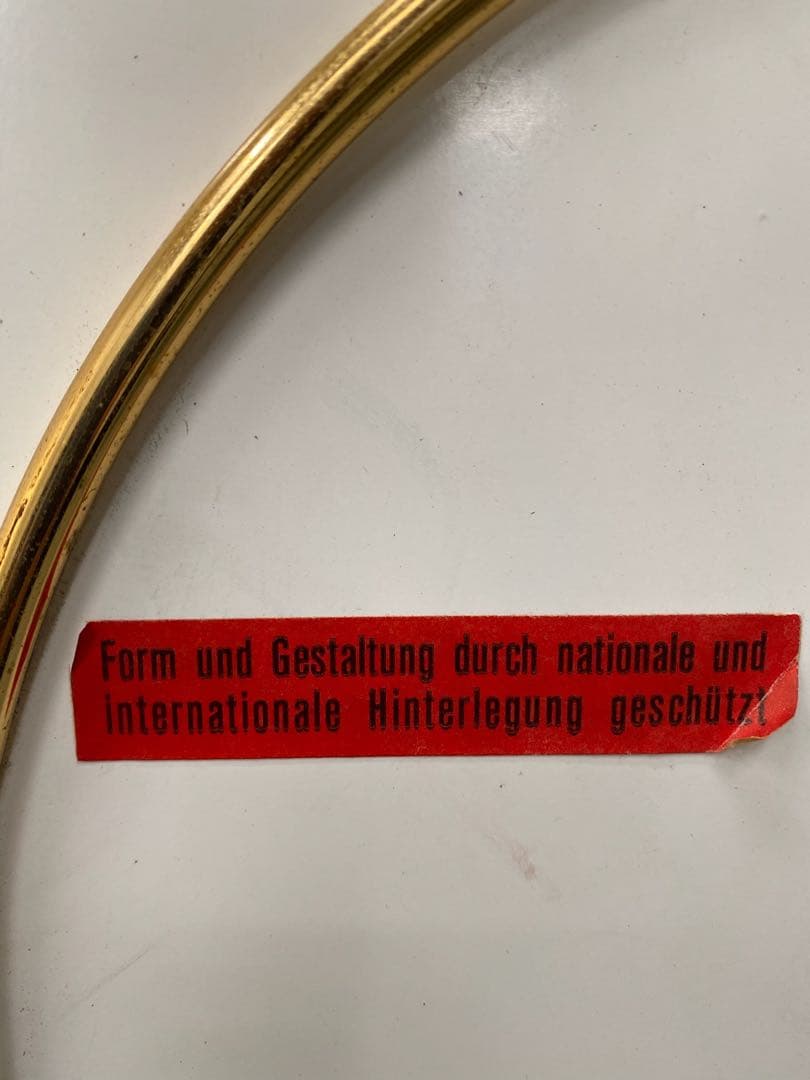 Form und Gestaltung durch nationale und
internationale Hinterlegung geschützt